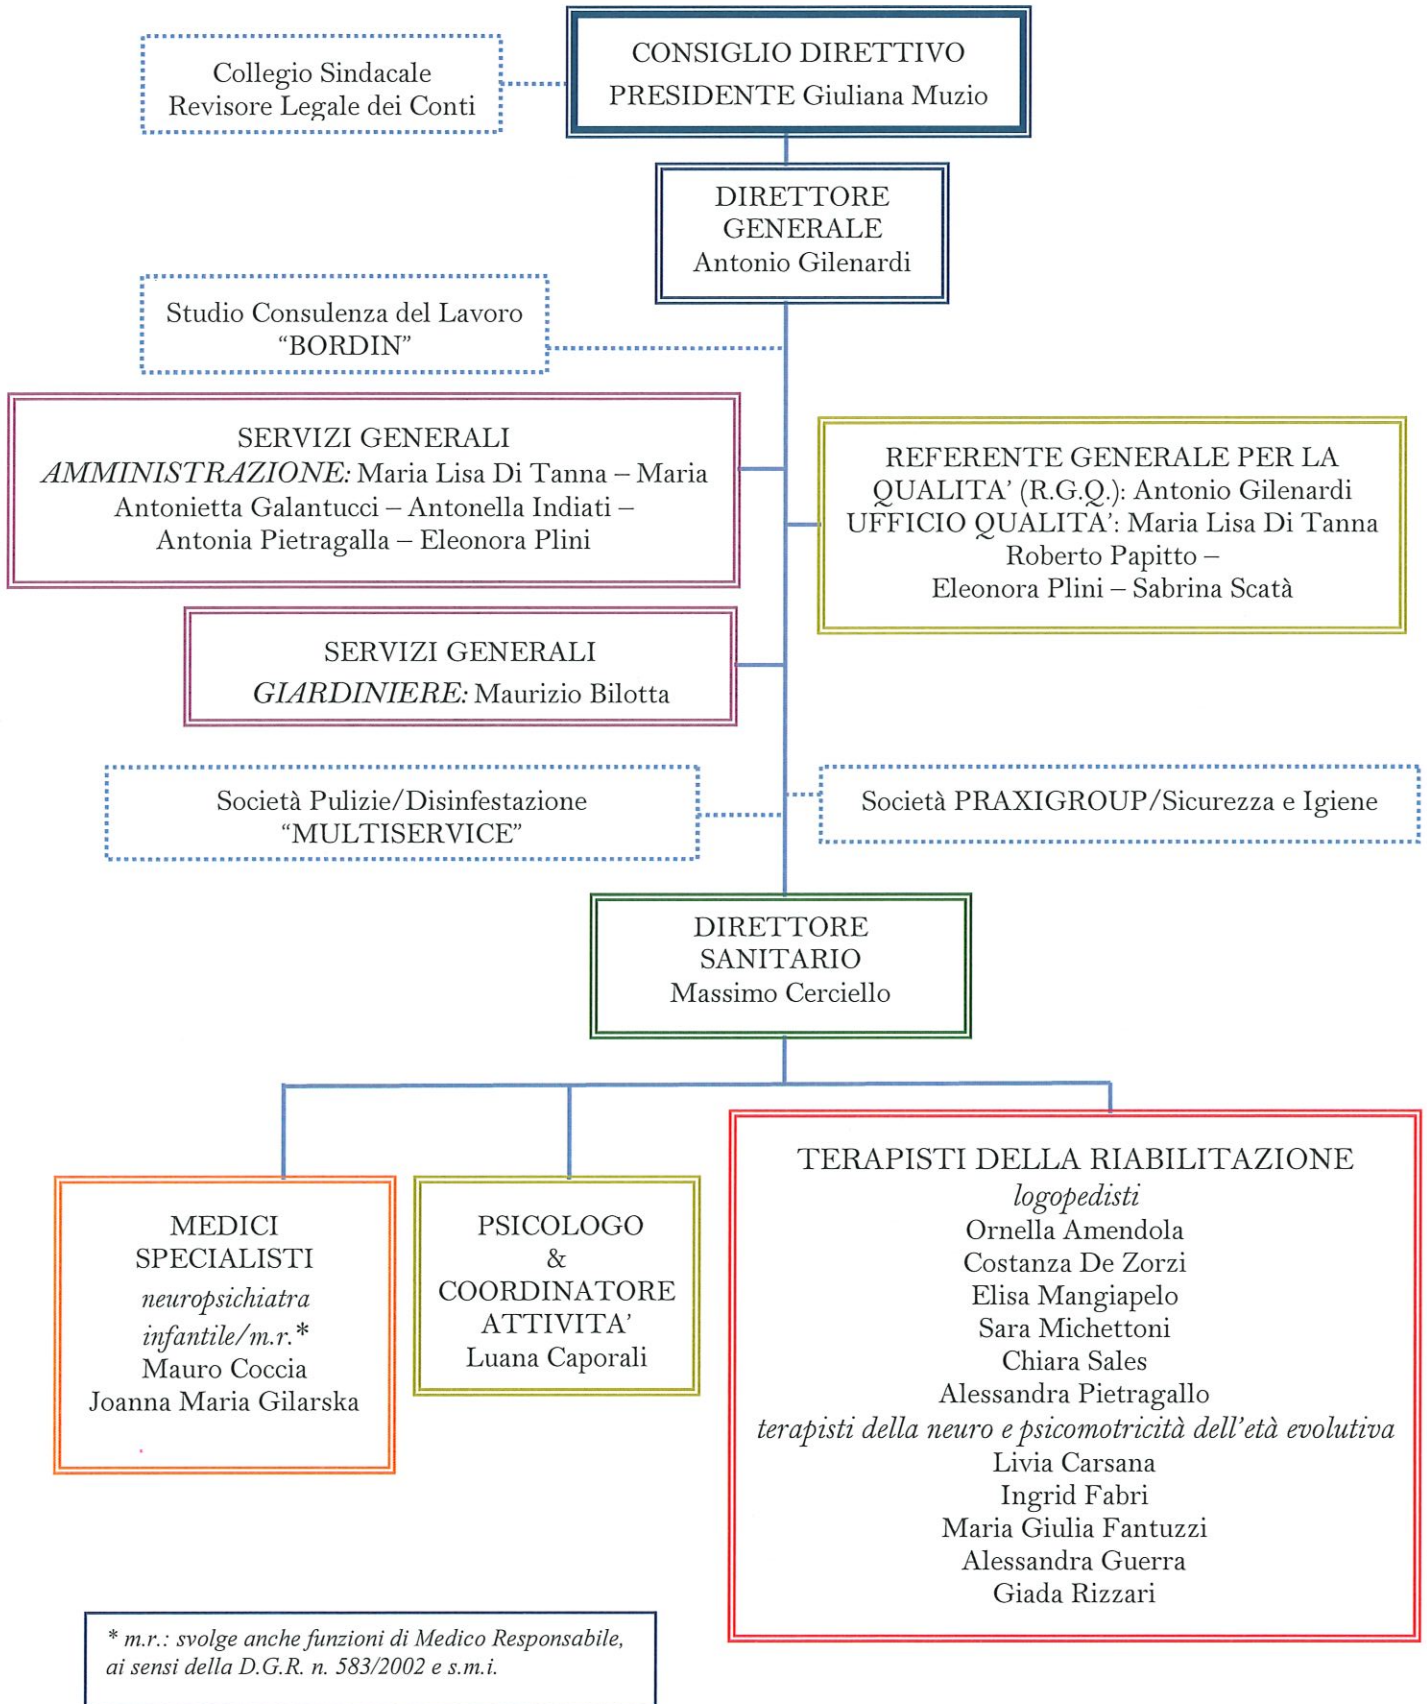 Collegio Sindacale
Revisore Legale dei Conti
CONSIGLIO DIRETTIVO
PRESIDENTE Giuliana Muzio
DIRETTORE
GENERALE
Antonio Gilenardi
Studio Consulenza del Lavoro
“BORDIN”
SERVIZI GENERALI
AMMINISTRAZIONE: Maria Lisa Di Tanna – Maria
Antonietta Galantucci – Antonella Indiati –
Antonia Pietragalla – Eleonora Plini
REFERENTE GENERALE PER LA
QUALITA’ (R.G.Q.): Antonio Gilenardi
UFFICIO QUALITA’: Maria Lisa Di Tanna
Roberto Papitto –
Eleonora Plini – Sabrina Scatà
SERVIZI GENERALI
GIARDINIERE: Maurizio Bilotta
Società Pulizie/Disinfestazione
“MULTISERVICE”
Società PRAXIGROUP/Sicurezza e Igiene
DIRETTORE
SANITARIO
Massimo Cerciello
MEDICI
SPECIALISTI
neuropsichiatra
infantile/m.r.*
Mauro Coccia
Joanna Maria Gilarska
PSICOLOGO
&
COORDINATORE
ATTIVITA’
Luana Caporali
TERAPISTI DELLA RIABILITAZIONE
logopedisti
Ornella Amendola
Costanza De Zorzi
Elisa Mangiapelo
Sara Michettoni
Chiara Sales
Alessandra Pietragallo
terapisti della neuro e psicomotricità dell’età evolutiva
Livia Carsana
Ingrid Fabri
Maria Giulia Fantuzzi
Alessandra Guerra
Giada Rizzari
* m.r.: svolge anche funzioni di Medico Responsabile,
ai sensi della D.G.R. n. 583/2002 e s.m.i.